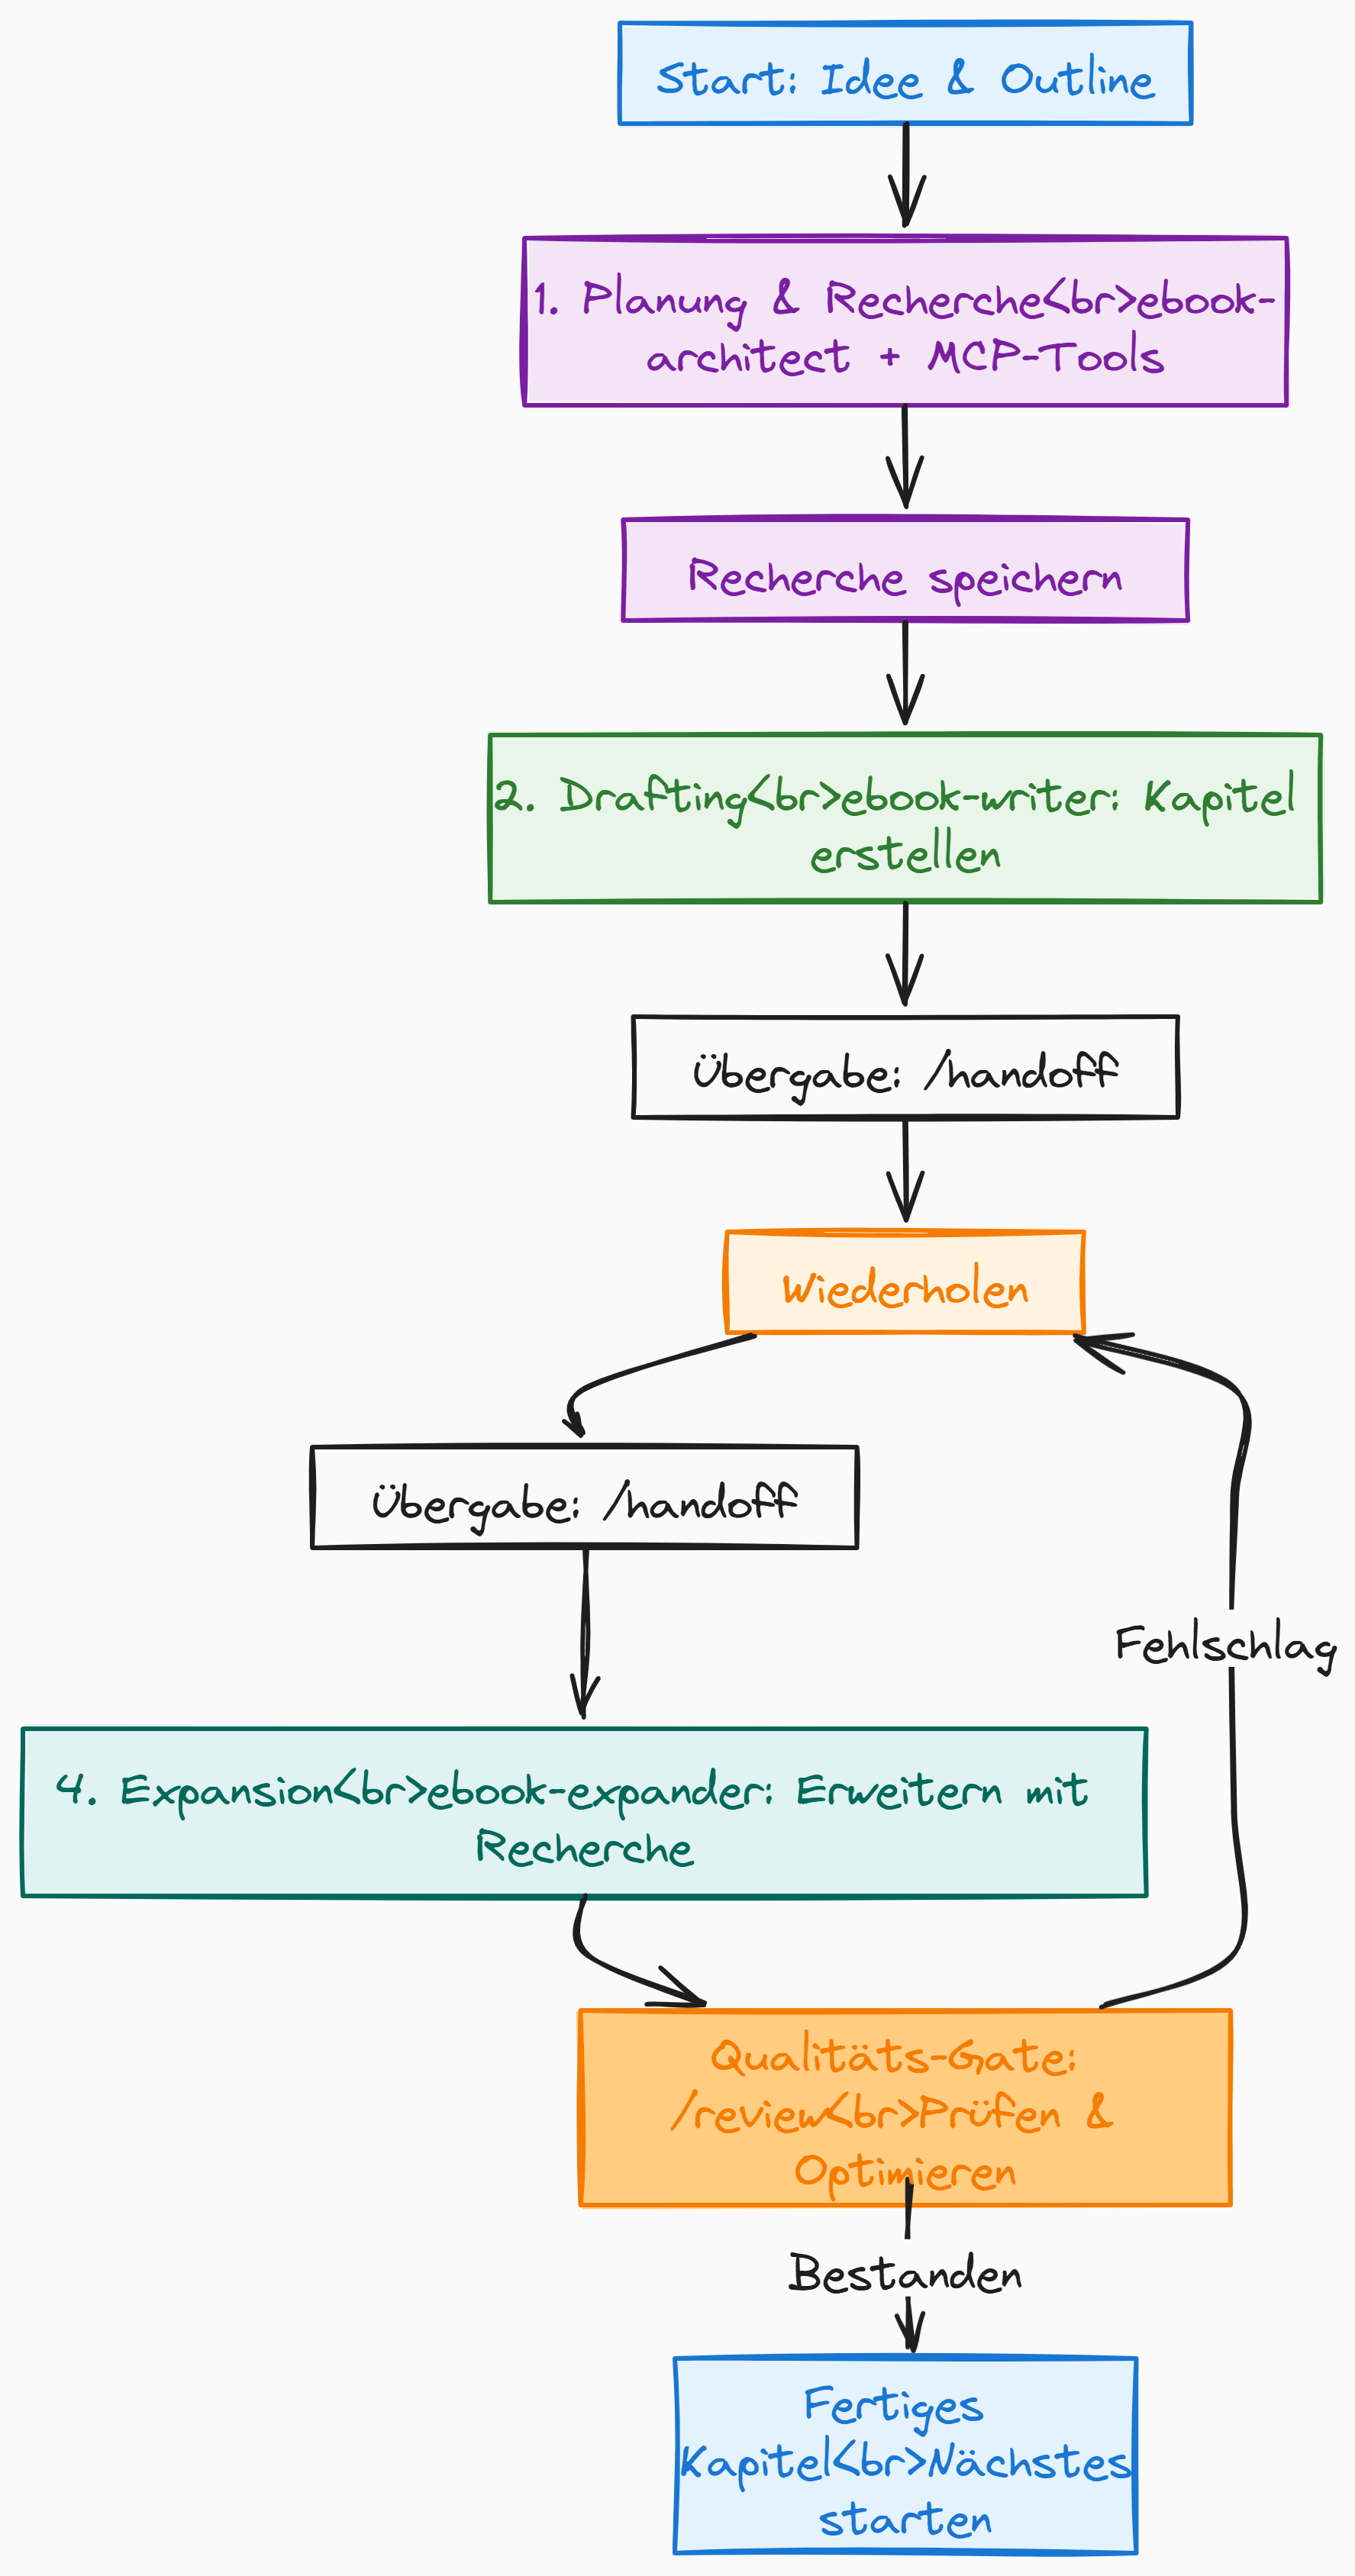 Start: Idee & Outline
1. Planung & Recherche<br>ebook-
architect + MCP-Tools
Recherche speichern
2. Drafting<br>ebook-writer: Kapitel
erstellen
Übergabe: /handoff
Wiederholen
Übergabe: /handoff
Fehlschlag
4. Expansion<br>ebook-expander: Erweitern mit
Recherche
Qualitäts-Gate:
/review<br>Prüfen &
Optimieren
Bestanden
Fertiges
Kapitel<br>Nächstes
starten